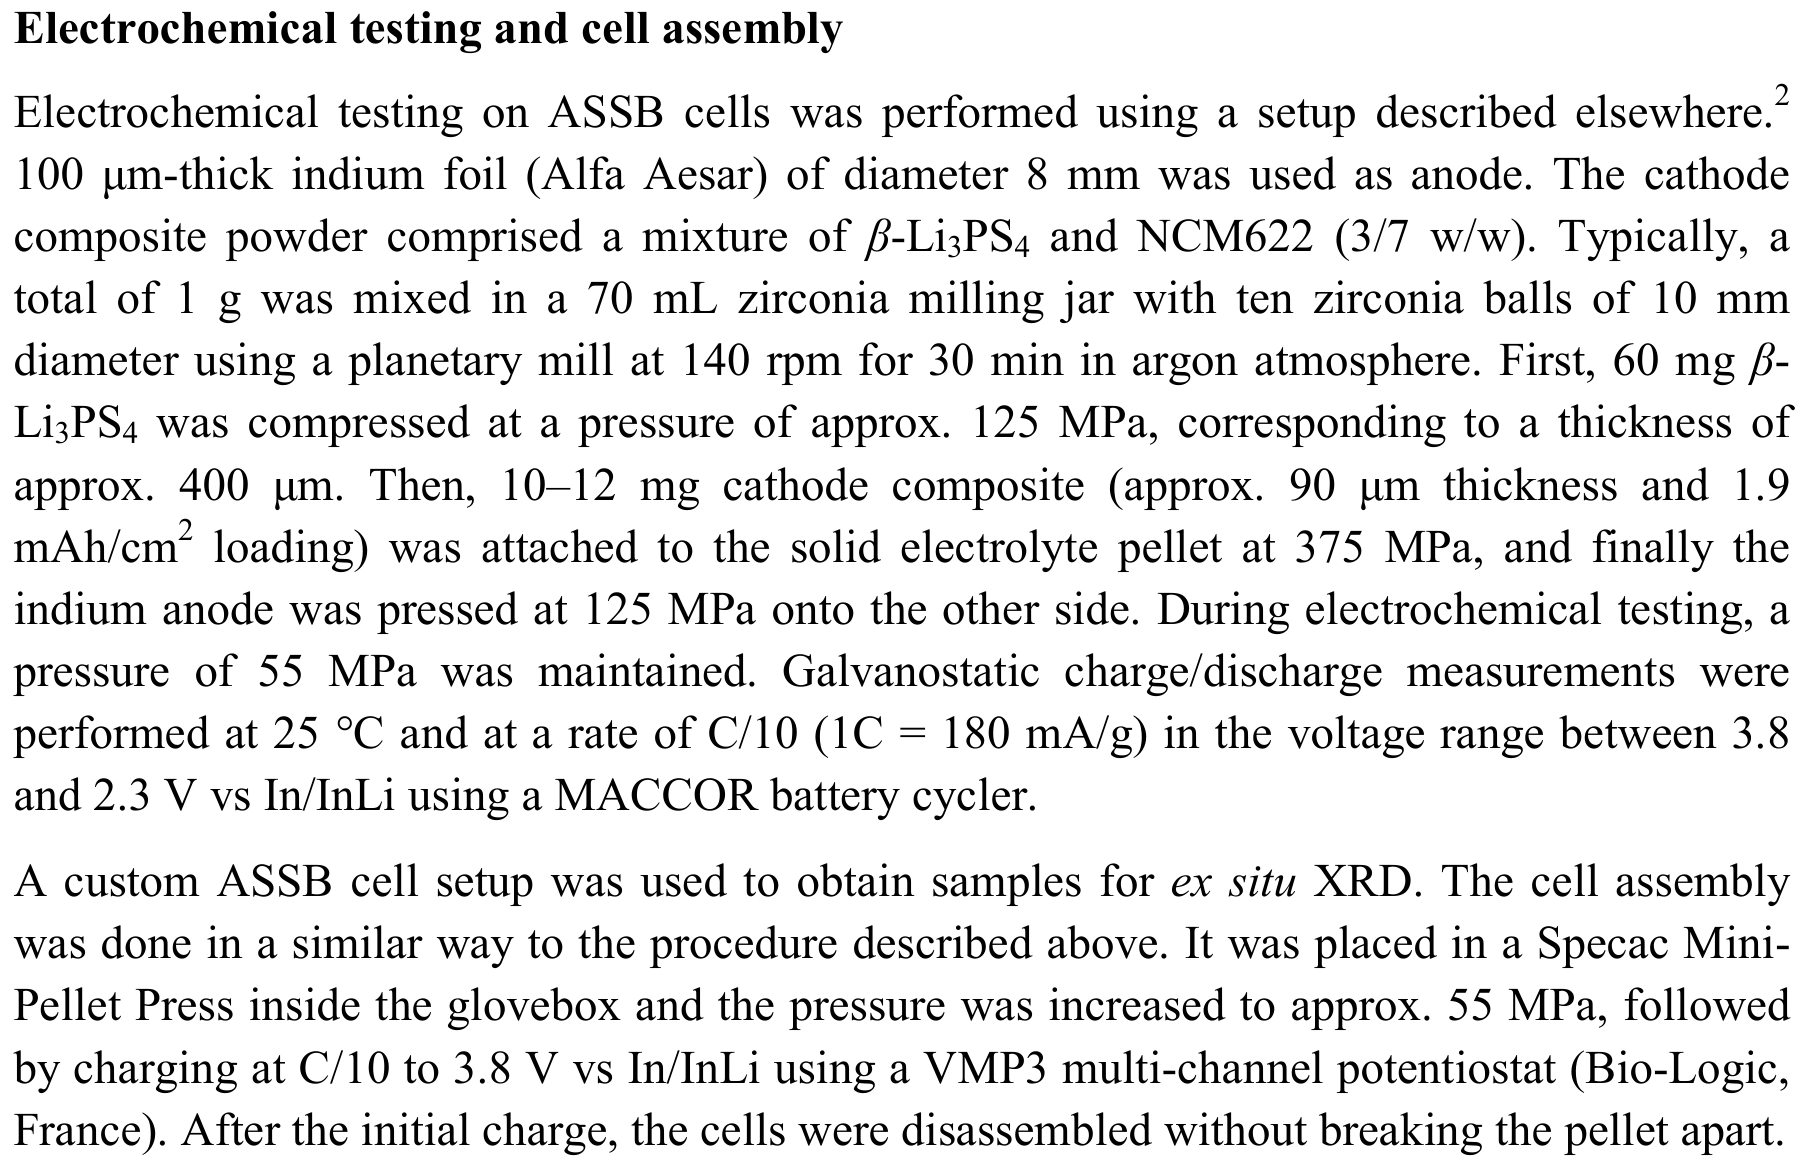 Electrochemical testing and cell assembly
Electrochemical testing on ASSB cells was performed using a setup described elsewhere.²
100 μm-thick indium foil (Alfa Aesar) of diameter 8 mm was used as anode. The cathode
composite powder comprised a mixture of β-Li₃PS₄ and NCM622 (3/7 w/w). Typically, a
total of 1 g was mixed in a 70 mL zirconia milling jar with ten zirconia balls of 10 mm
diameter using a planetary mill at 140 rpm for 30 min in argon atmosphere. First, 60 mg β-
Li₃PS₄ was compressed at a pressure of approx. 125 MPa, corresponding to a thickness of
approx. 400 μm. Then, 10–12 mg cathode composite (approx. 90 μm thickness and 1.9
mAh/cm² loading) was attached to the solid electrolyte pellet at 375 MPa, and finally the
indium anode was pressed at 125 MPa onto the other side. During electrochemical testing, a
pressure of 55 MPa was maintained. Galvanostatic charge/discharge measurements were
performed at 25 °C and at a rate of C/10 (1C = 180 mA/g) in the voltage range between 3.8
and 2.3 V vs In/InLi using a MACCOR battery cycler.
A custom ASSB cell setup was used to obtain samples for ex situ XRD. The cell assembly
was done in a similar way to the procedure described above. It was placed in a Specac Mini-
Pellet Press inside the glovebox and the pressure was increased to approx. 55 MPa, followed
by charging at C/10 to 3.8 V vs In/InLi using a VMP3 multi-channel potentiostat (Bio-Logic,
France). After the initial charge, the cells were disassembled without breaking the pellet apart.